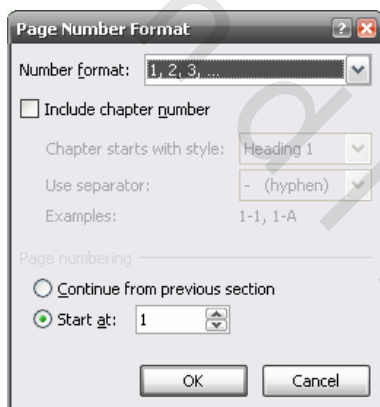 Page Number Format
Number format: 1, 2, 3, ...
Include chapter number
Chapter starts with style: Heading 1
Use separator: - (hyphen)
Examples: 1-1, 1-A
Page numbering
Continue from previous section
Start at: 1
OK Cancel